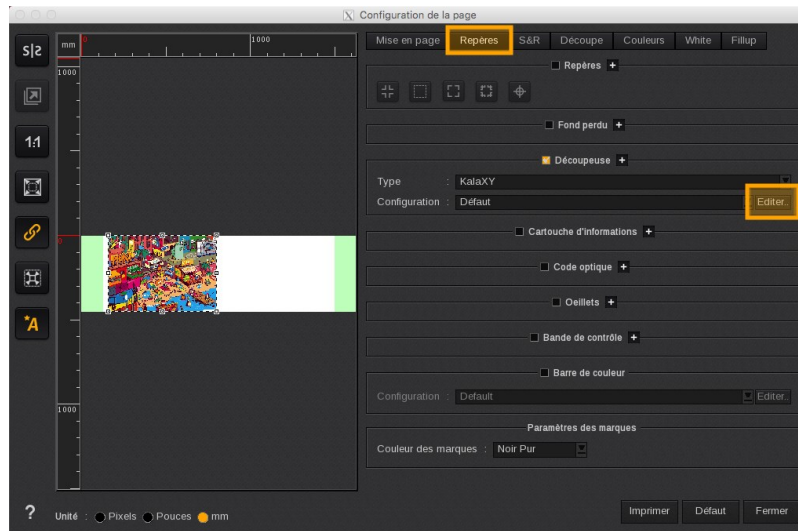 Configuration de la page
S|S
1:1
*A
mm 0 1000
1000
0
1000
Mise en page Repères S&R Découpe Couleurs White Fillup
Repères +
Fond perdu +
Découpeuse +
Type : KalaXY
Configuration : Défaut Editer..
Cartouche d'informations +
Code optique +
Oeillets +
Bande de contrôle +
Barre de couleur
Configuration : Default Editer..
Paramètres des marques
Couleur des marques : Noir Pur
? Unité : Pixels Pouces mm
Imprimer Défaut Fermer